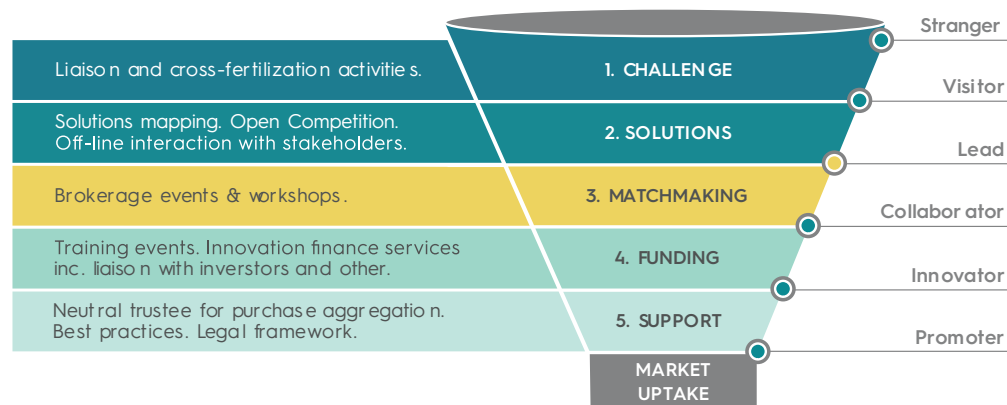 Stranger
Liaison and cross-fertilization activities.
1. CHALLENGE
Visitor
Solutions mapping. Open Competition.
Off-line interaction with stakeholders.
2. SOLUTIONS
Lead
Brokerage events & workshops.
3. MATCHMAKING
Collaborator
Training events. Innovation finance services
inc. liaison with inverstors and other.
4. FUNDING
Innovator
Neutral trustee for purchase aggregation.
Best practices. Legal framework.
5. SUPPORT
Promoter
MARKET
UPTAKE